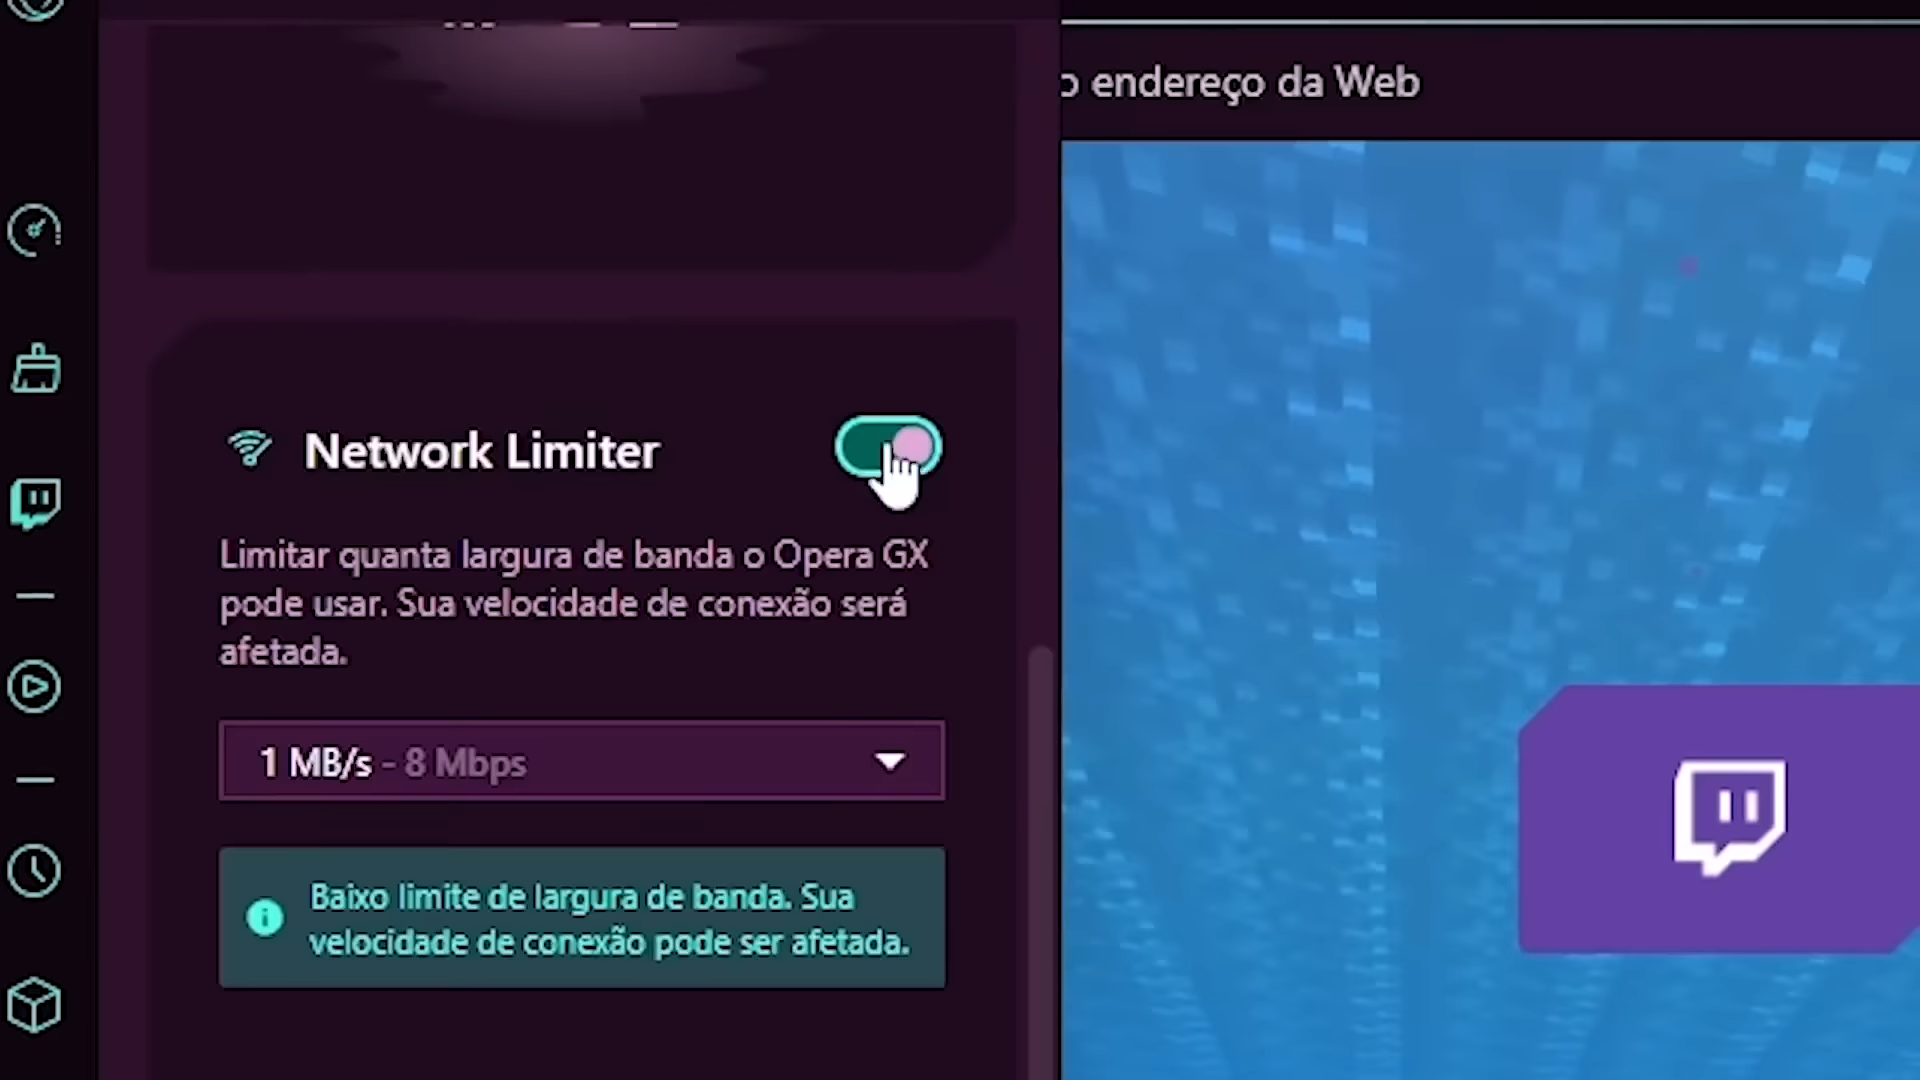 endereço da Web
Network Limiter
Limitar quanta largura de banda o Opera GX
pode usar. Sua velocidade de conexão será
afetada.
1 MB/s - 8 Mbps
Baixo limite de largura de banda. Sua
velocidade de conexão pode ser afetada.